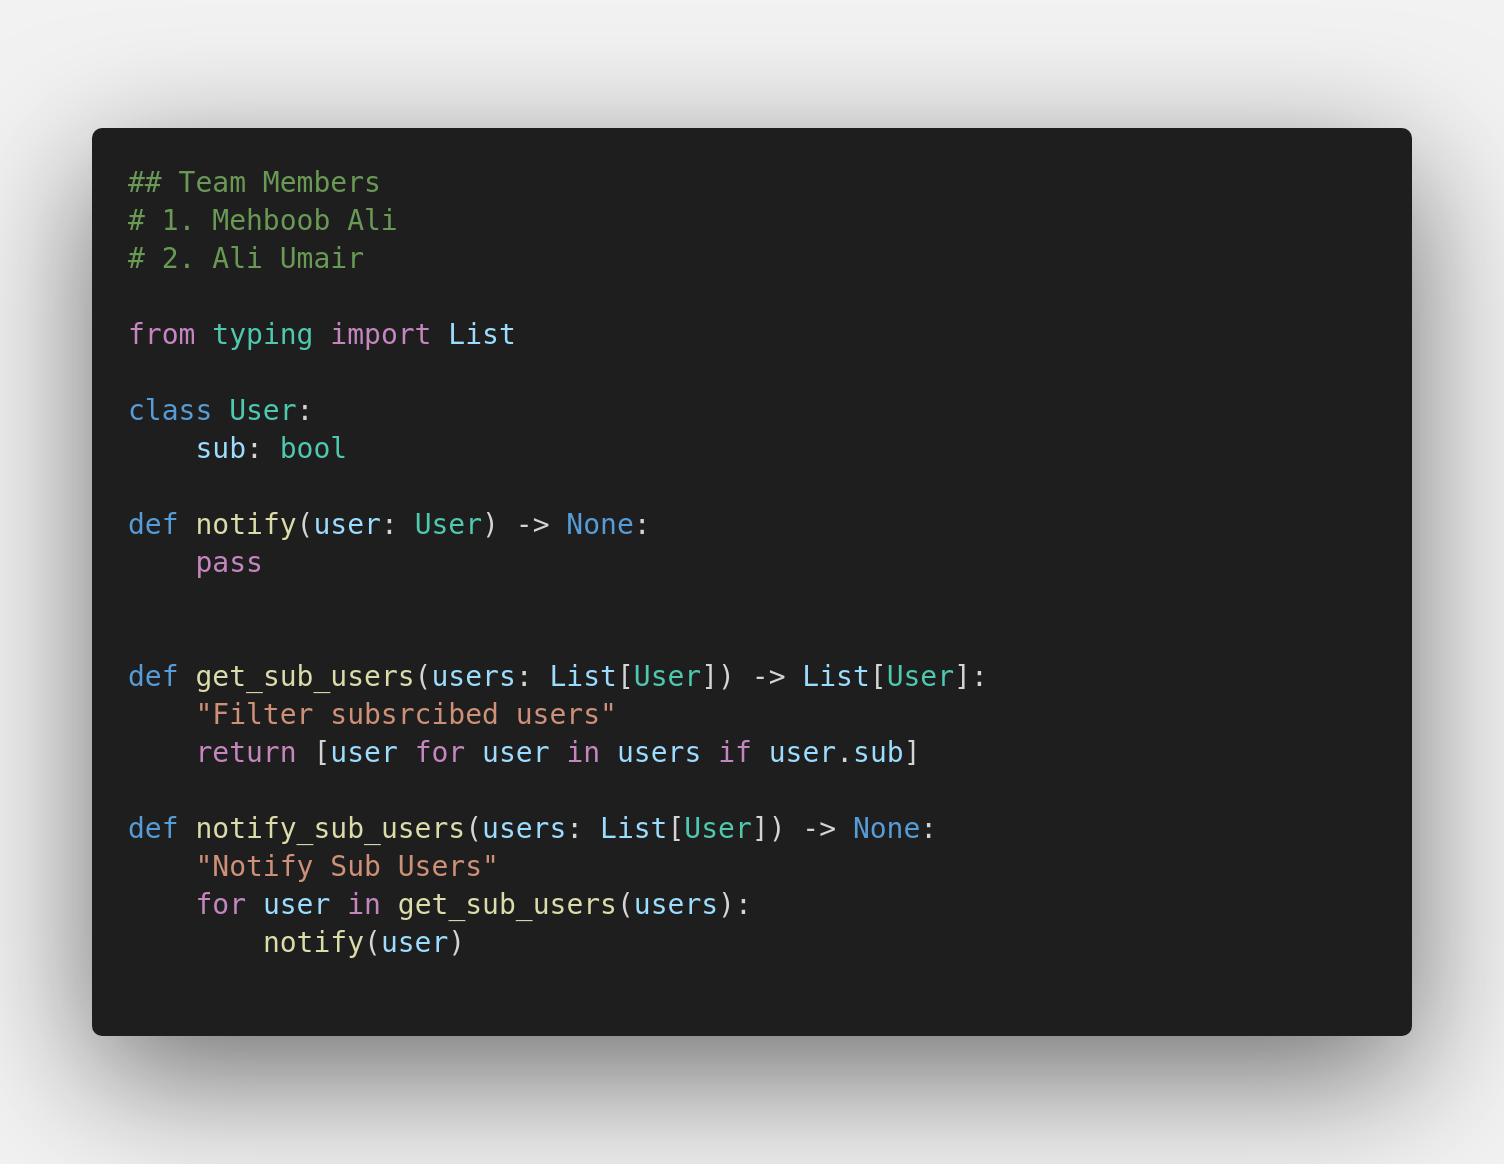 ## Team Members
# 1. Mehboob Ali
# 2. Ali Umair

from typing import List

class User:
    sub: bool

def notify(user: User) -> None:
    pass


def get_sub_users(users: List[User]) -> List[User]:
    "Filter subsrcibed users"
    return [user for user in users if user.sub]

def notify_sub_users(users: List[User]) -> None:
    "Notify Sub Users"
    for user in get_sub_users(users):
        notify(user)